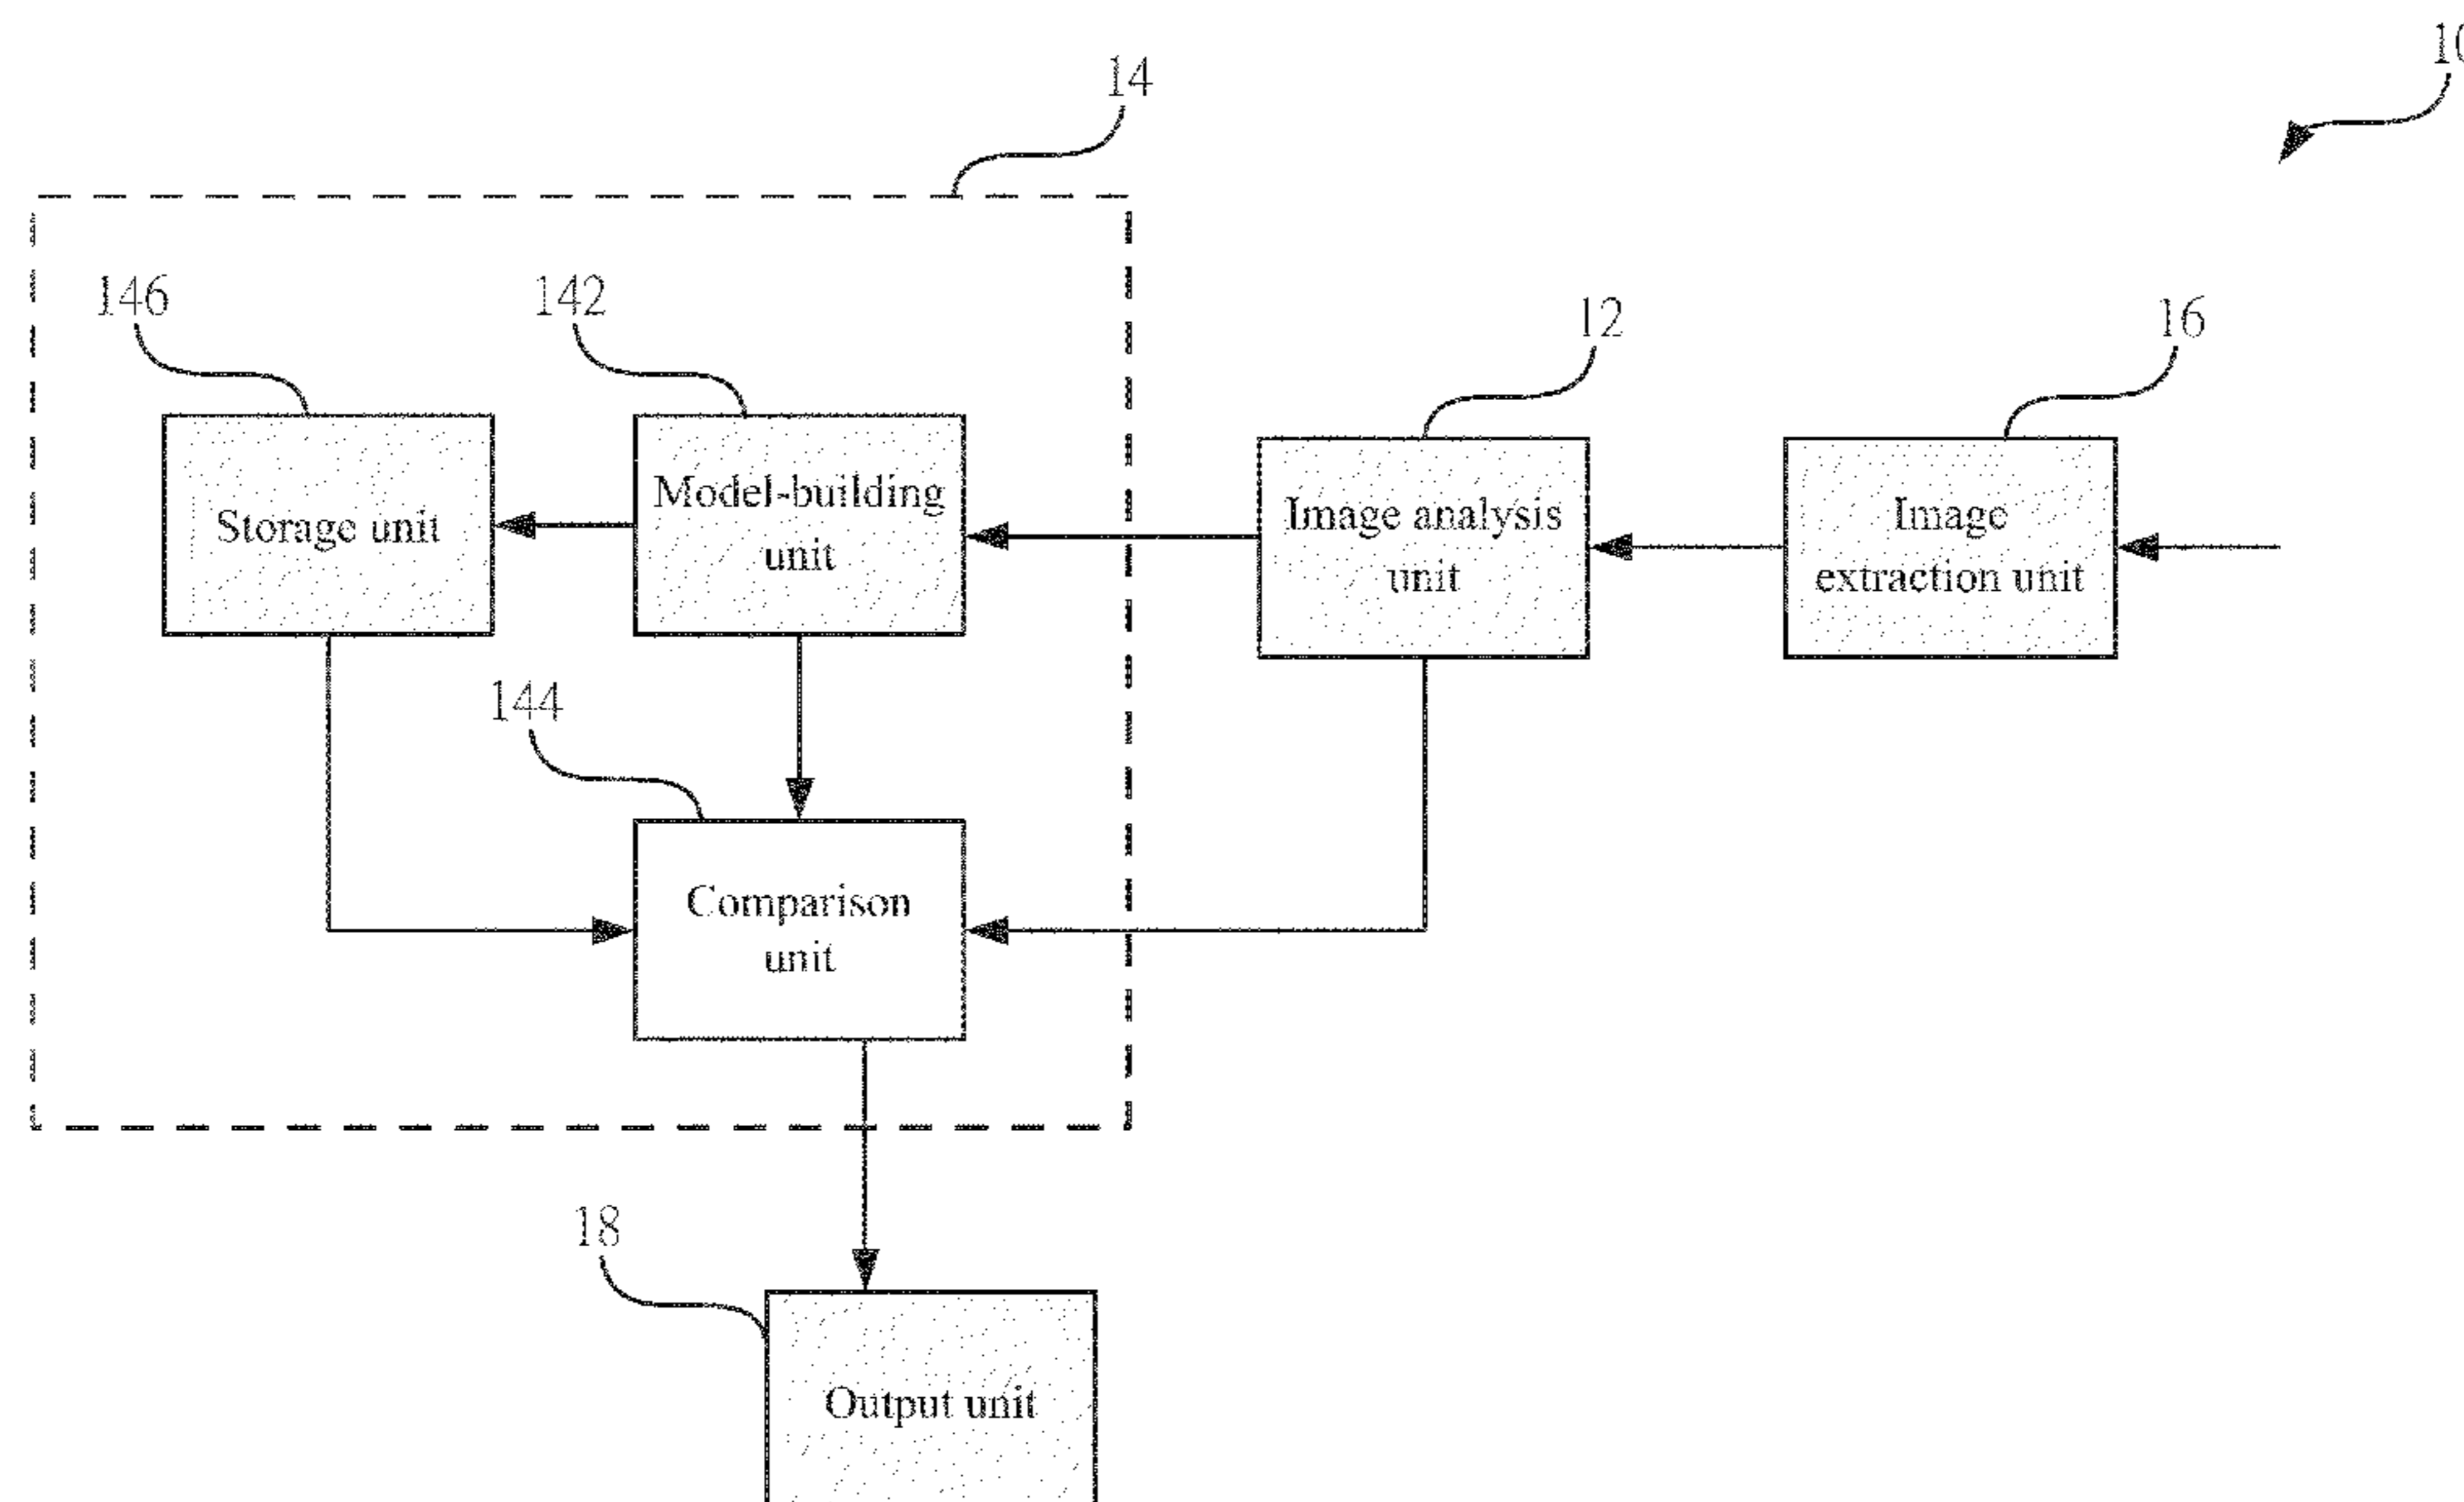 14
146
142
12
16
Storage unit
Model-building
unit
Image analysis
unit
Image
extraction unit
144
Comparison
unit
18
Output unit